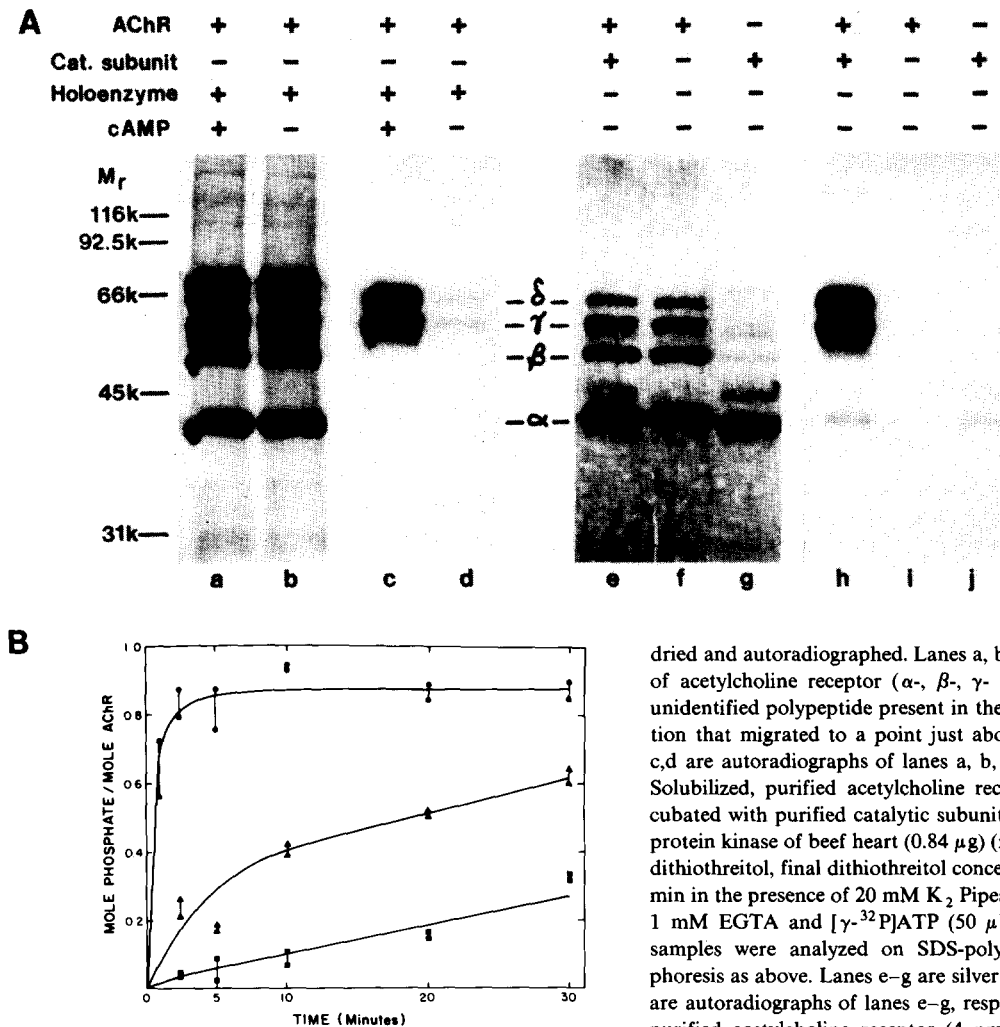 A
AChR + + + + + + − + + −
Cat. subunit − − − − + − + + − +
Holoenzyme + + + + − − − − − −
cAMP + − + − − − − − − −
Mr
116k—
92.5k—
66k—
45k—
31k—
–δ–
–γ–
–β–
–α–
a b c d e f g h i j
B
MOLE PHOSPHATE / MOLE AChR
1.0
0.8
0.6
0.4
0.2
0 5 10 20 30
TIME (Minutes)
dried and autoradiographed. Lanes a, b
of acetylcholine receptor (α-, β-, γ-
unidentified polypeptide present in the
tion that migrated to a point just abo
c,d are autoradiographs of lanes a, b,
Solubilized, purified acetylcholine rec
cubated with purified catalytic subunit
protein kinase of beef heart (0.84 μg) (
dithiothreitol, final dithiothreitol conce
min in the presence of 20 mM K2 Pipes
1 mM EGTA and [γ-32P]ATP (50 μ
samples were analyzed on SDS-poly
phoresis as above. Lanes e–g are silver
are autoradiographs of lanes e–g, resp